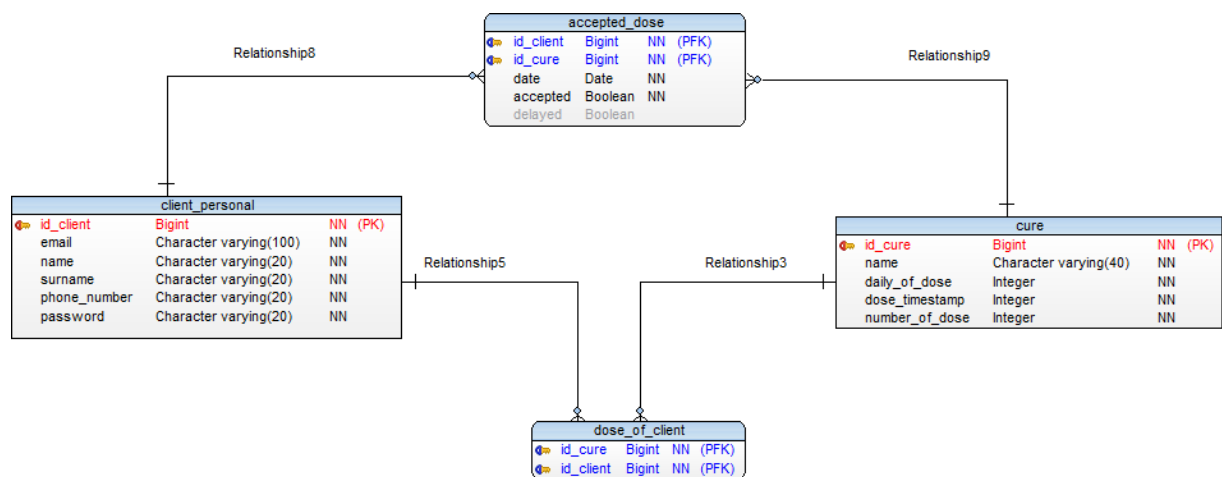 accepted_dose
id_client Bigint NN (PFK)
id_cure Bigint NN (PFK)
date Date NN
accepted Boolean NN
delayed Boolean
Relationship8
Relationship9
client_personal
id_client Bigint NN (PK)
email Character varying(100) NN
name Character varying(20) NN
surname Character varying(20) NN
phone_number Character varying(20) NN
password Character varying(20) NN
cure
id_cure Bigint NN (PK)
name Character varying(40) NN
daily_of_dose Integer NN
dose_timestamp Integer NN
number_of_dose Integer NN
Relationship5
Relationship3
dose_of_client
id_cure Bigint NN (PFK)
id_client Bigint NN (PFK)